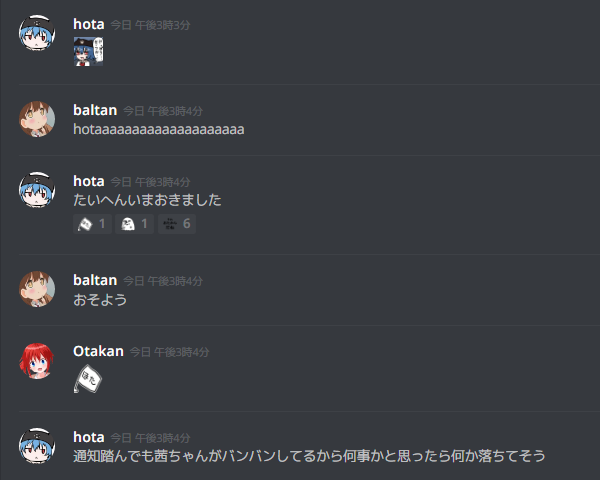 hota 今日 午後3時3分
baltan 今日 午後3時4分
hotaaaaaaaaaaaaaaaaaaaa
hota 今日 午後3時4分
たいへんいまおきました
1 1 6
baltan 今日 午後3時4分
おそよう
Otakan 今日 午後3時4分
ほた
hota 今日 午後3時4分
通知踏んでも茜ちゃんがバンバンしてるから何事かと思ったら何か落ちてそう